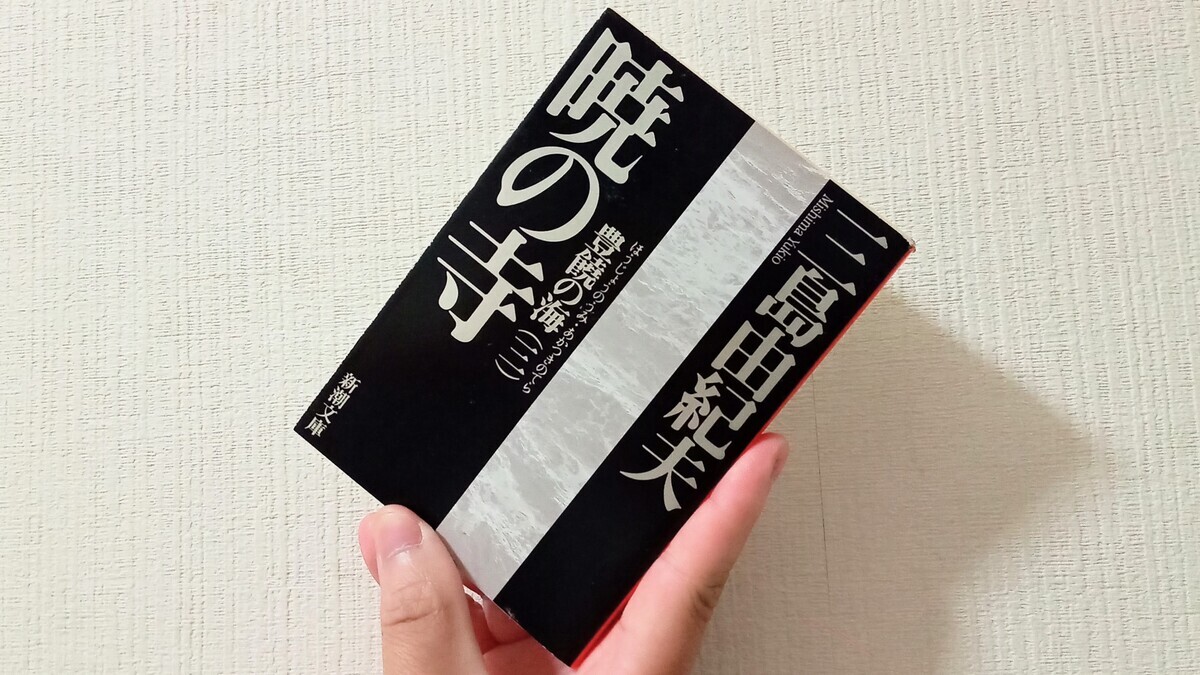 三島由紀夫
Mishima Yukio
暁の寺
豊饒の海(三)
ほうじょうのうみ・あかつきのてら
新潮文庫